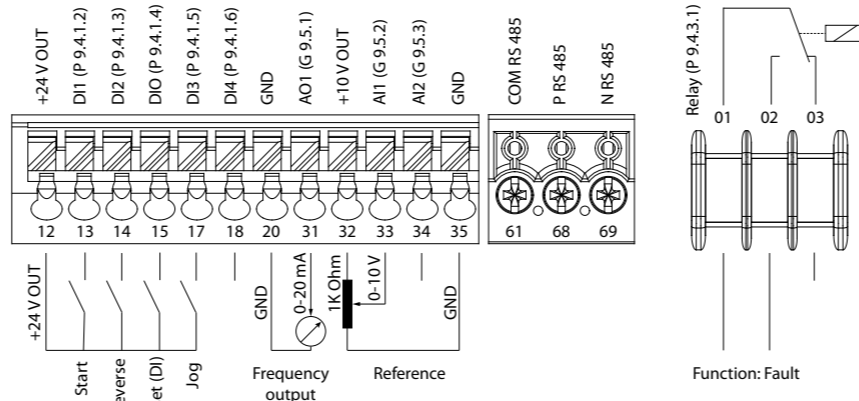 +24 V OUT
DI1 (P 9.4.1.2)
DI2 (P 9.4.1.3)
DIO (P 9.4.1.4)
DI3 (P 9.4.1.5)
DI4 (P 9.4.1.6)
GND
AO1 (G 9.5.1)
+10 V OUT
AI1 (G 9.5.2)
AI2 (G 9.5.3)
GND
COM RS 485
P RS 485
N RS 485
Relay (P 9.4.3.1)
01
02
03
12
13
14
15
17
18
20
31
32
33
34
35
61
68
69
+24 V OUT
Start
everse
et (DI)
Jog
GND
0-20 mA
1K Ohm
0-10 V
GND
Frequency
output
Reference
Function: Fault